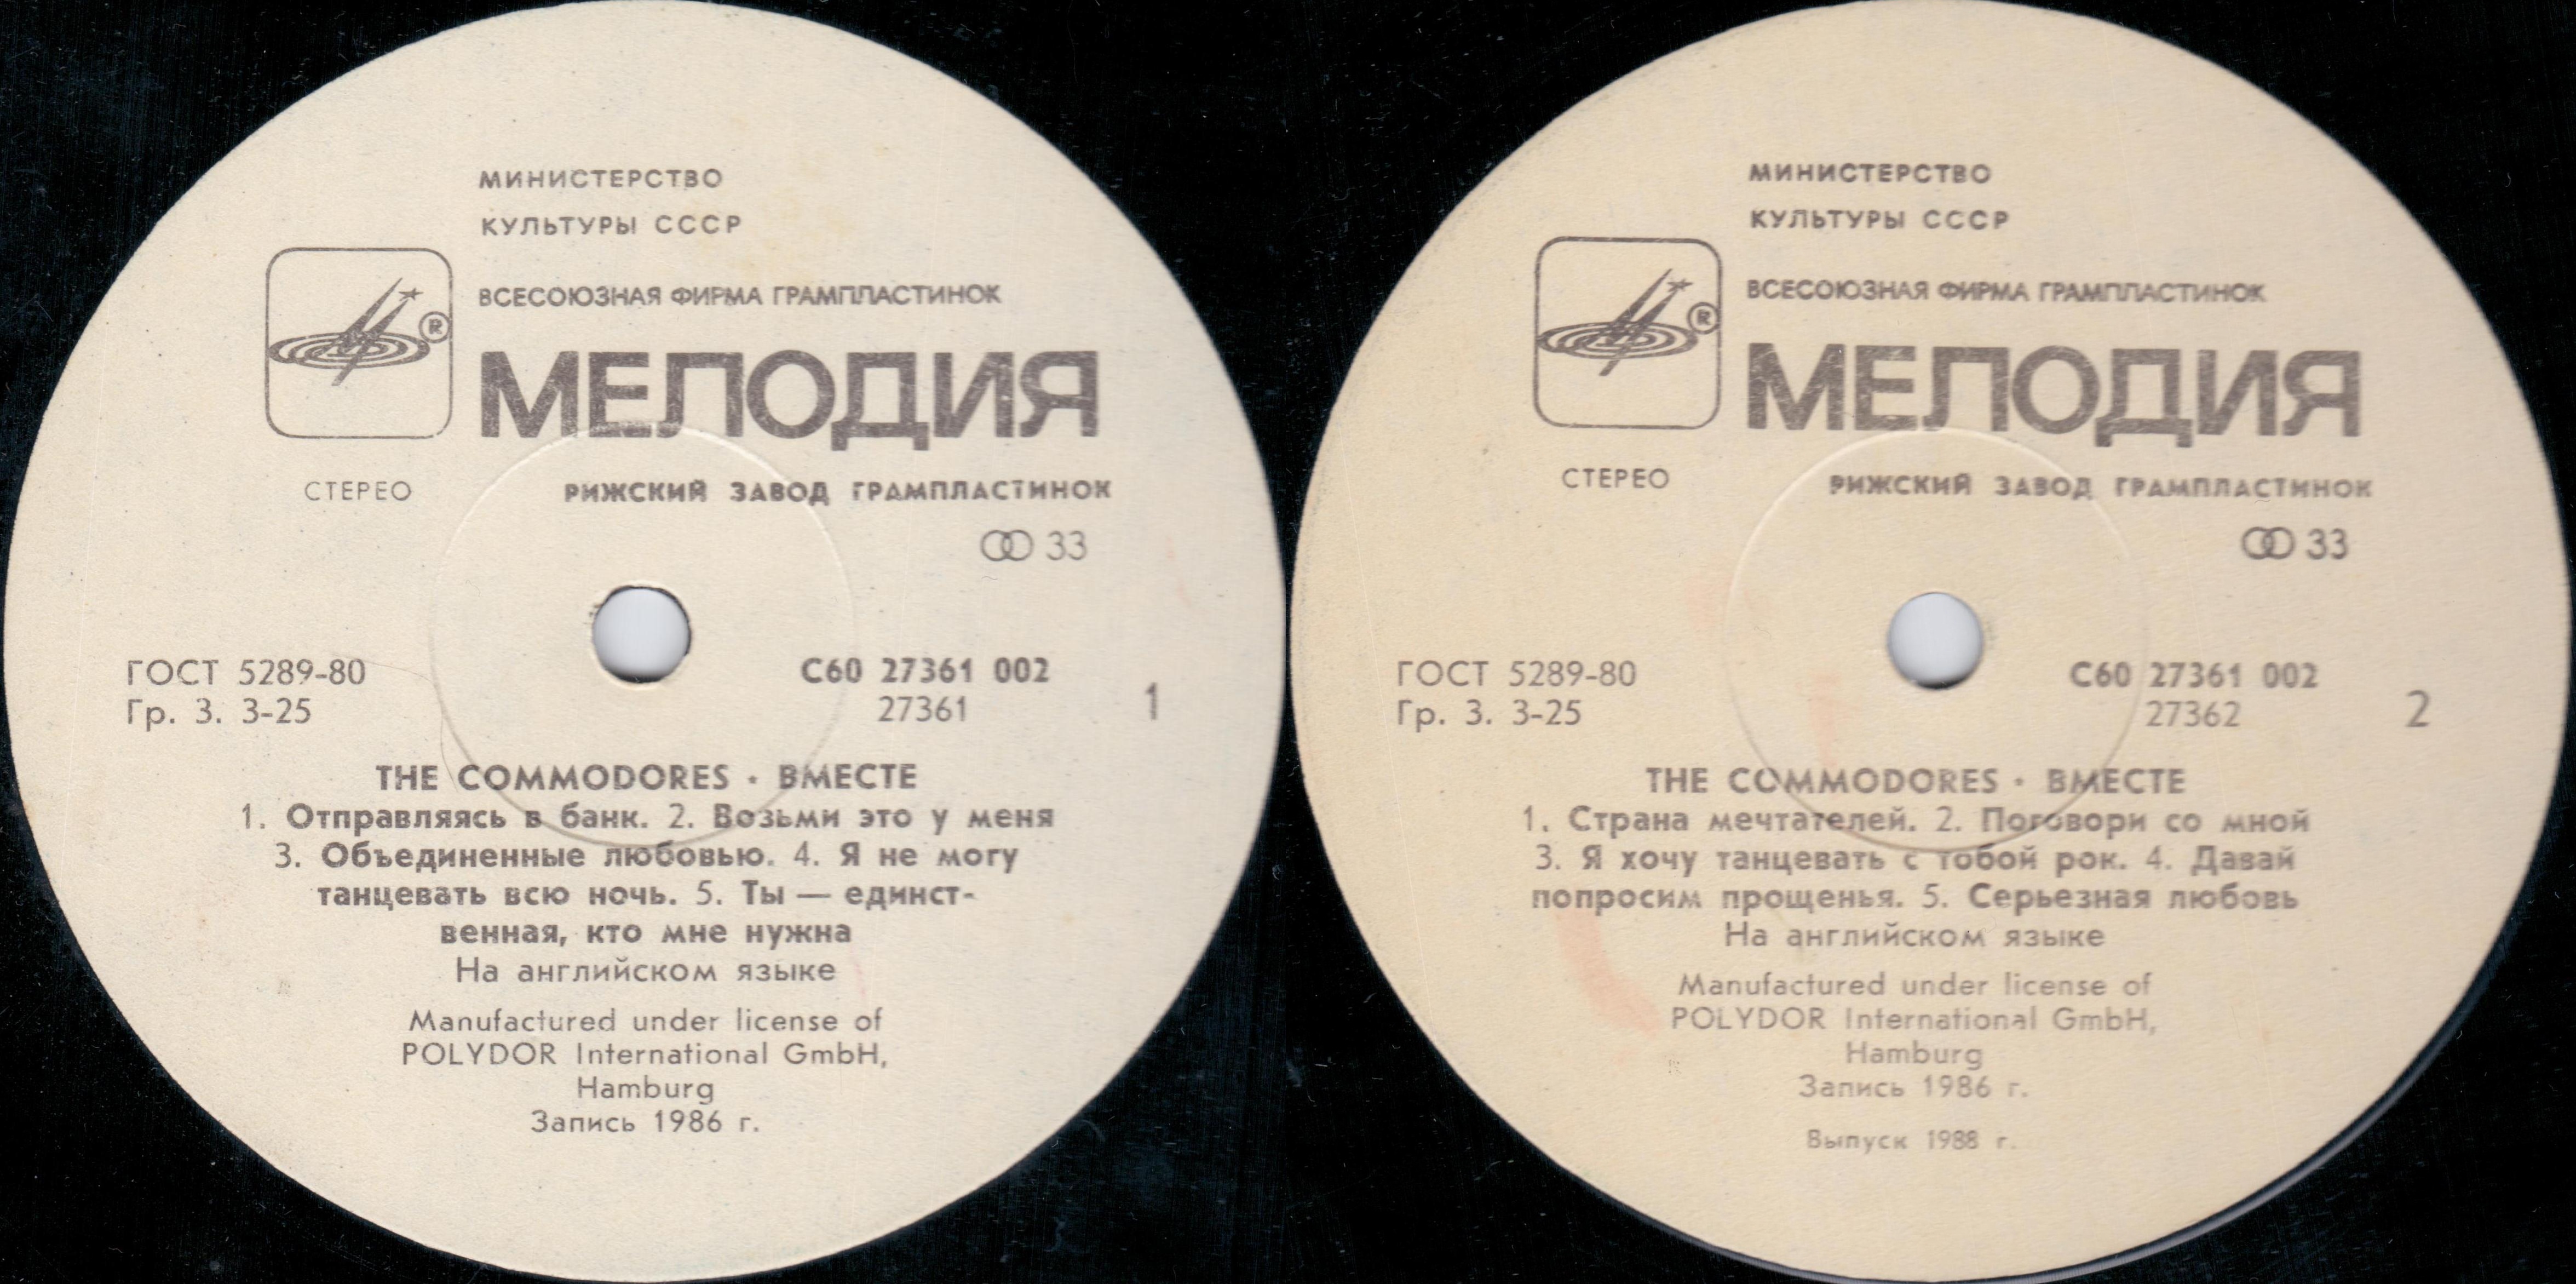 МИНИСТЕРСТВО
КУЛЬТУРЫ СССР
ВСЕСОЮЗНАЯ ФИРМА ГРАМПЛАСТИНОК
®
МЕЛОДИЯ
СТЕРЕО
РИЖСКИЙ ЗАВОД ГРАМПЛАСТИНОК
33
ГОСТ 5289-80
Гр. 3. 3-25
С60 27361 002
27361
1
THE COMMODORES · ВМЕСТЕ
1. Отправляясь в банк. 2. Возьми это у меня
3. Объединенные любовью. 4. Я не могу
танцевать всю ночь. 5. Ты — единст-
венная, кто мне нужна
На английском языке
Manufactured under license of
POLYDOR International GmbH,
Hamburg
Запись 1986 г.
МИНИСТЕРСТВО
КУЛЬТУРЫ СССР
ВСЕСОЮЗНАЯ ФИРМА ГРАМПЛАСТИНОК
®
МЕЛОДИЯ
СТЕРЕО
РИЖСКИЙ ЗАВОД ГРАМПЛАСТИНОК
33
ГОСТ 5289-80
Гр. 3. 3-25
С60 27361 002
27362
2
THE COMMODORES · ВМЕСТЕ
1. Страна мечтателей. 2. Поговори со мной
3. Я хочу танцевать с тобой рок. 4. Давай
попросим прощенья. 5. Серьезная любовь
На английском языке
Manufactured under license of
POLYDOR International GmbH,
Hamburg
Запись 1986 г.
Выпуск 1988 г.